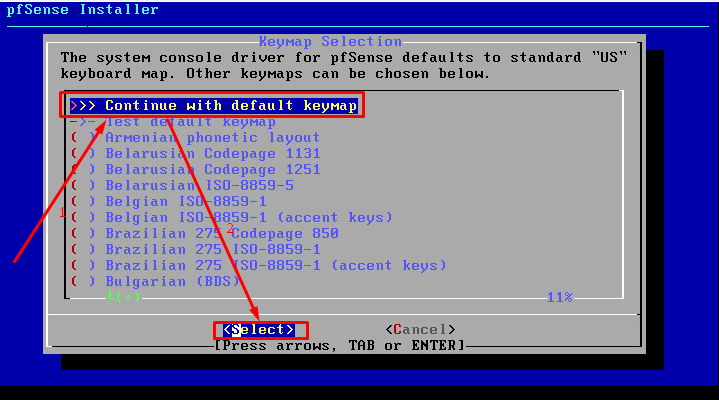 pfSense Installer
Keymap Selection
The system console driver for pfSense defaults to standard "US"
keyboard map. Other keymaps can be chosen below.
>>> Continue with default keymap
->- Test default keymap
( ) Armenian phonetic layout
( ) Belarusian Codepage 1131
( ) Belarusian Codepage 1251
( ) Belarusian ISO-8859-5
( ) Belgian ISO-8859-1
1
( ) Belgian ISO-8859-1 (accent keys)
( ) Brazilian 275 Codepage 850
2
( ) Brazilian 275 ISO-8859-1
( ) Brazilian 275 ISO-8859-1 (accent keys)
( ) Bulgarian (BDS)
↓(+) 11%
<Select> <Cancel>
[Press arrows, TAB or ENTER]